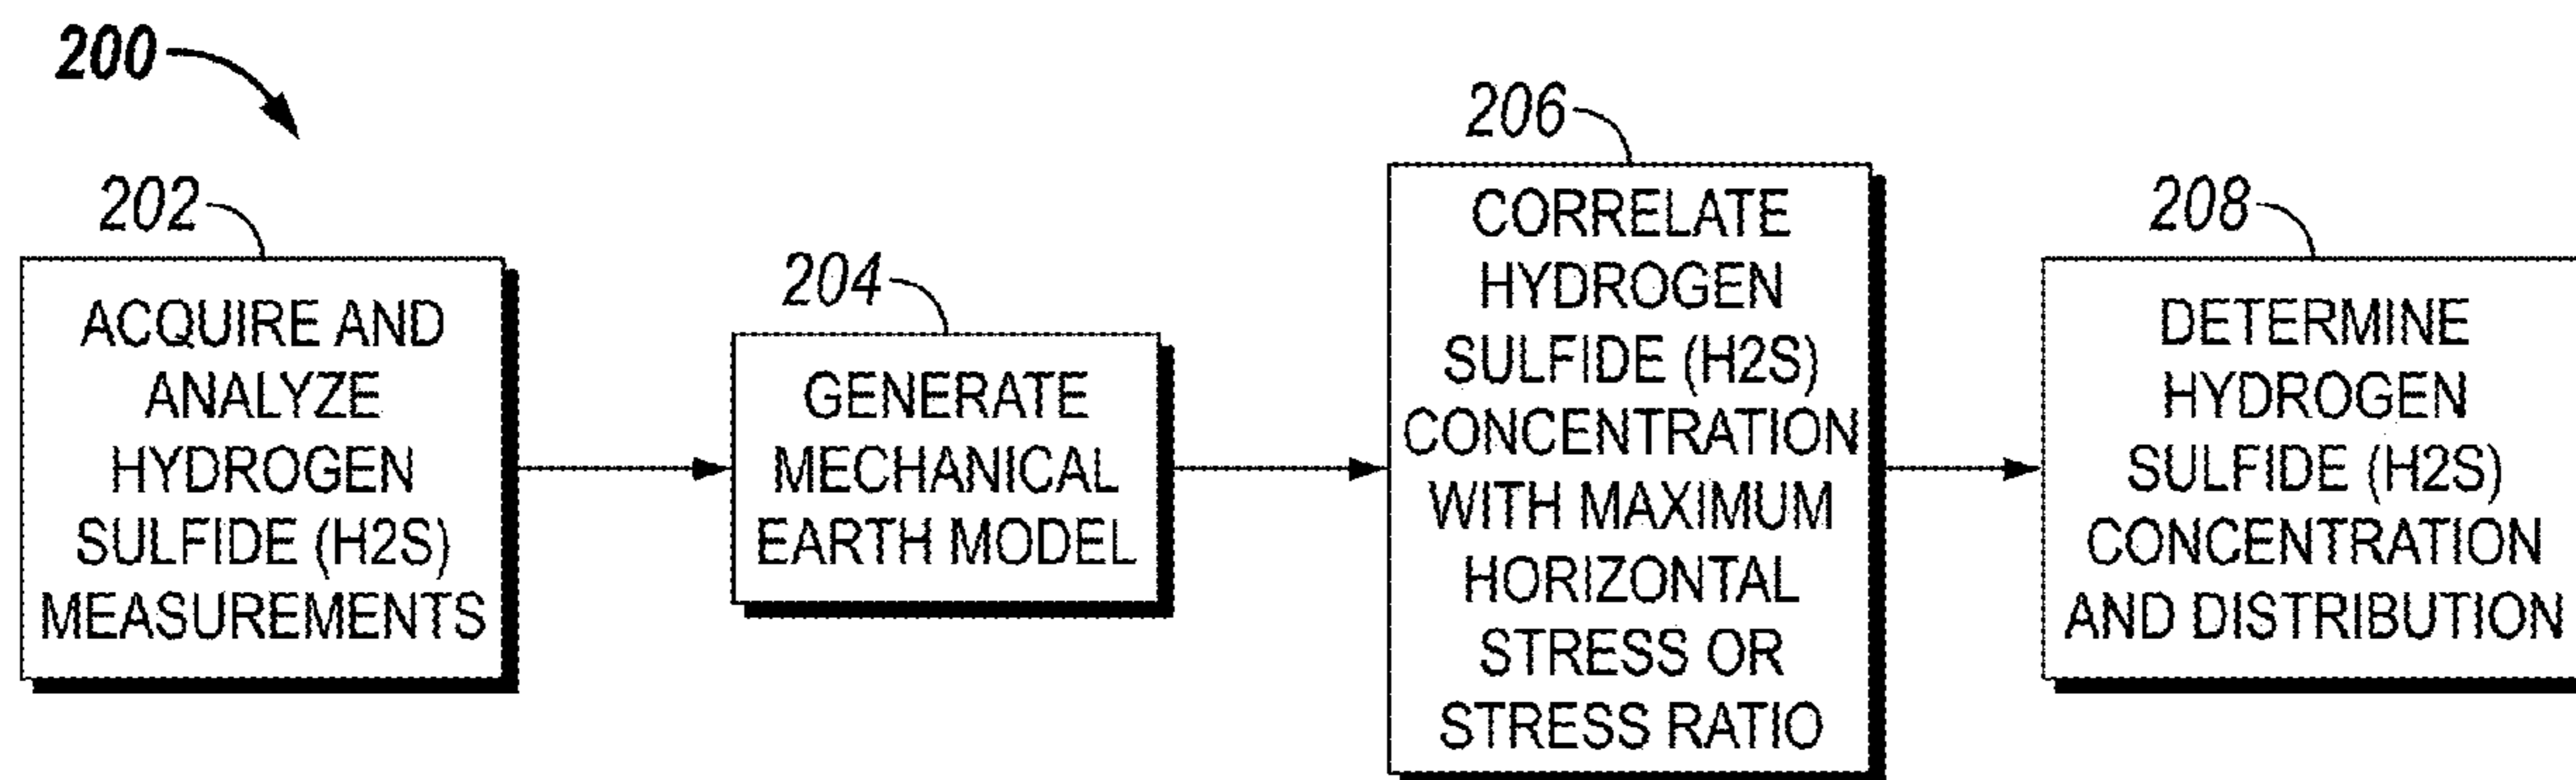 200
202
ACQUIRE AND
ANALYZE
HYDROGEN
SULFIDE (H2S)
MEASUREMENTS
204
GENERATE
MECHANICAL
EARTH MODEL
206
CORRELATE
HYDROGEN
SULFIDE (H2S)
CONCENTRATION
WITH MAXIMUM
HORIZONTAL
STRESS OR
STRESS RATIO
208
DETERMINE
HYDROGEN
SULFIDE (H2S)
CONCENTRATION
AND DISTRIBUTION